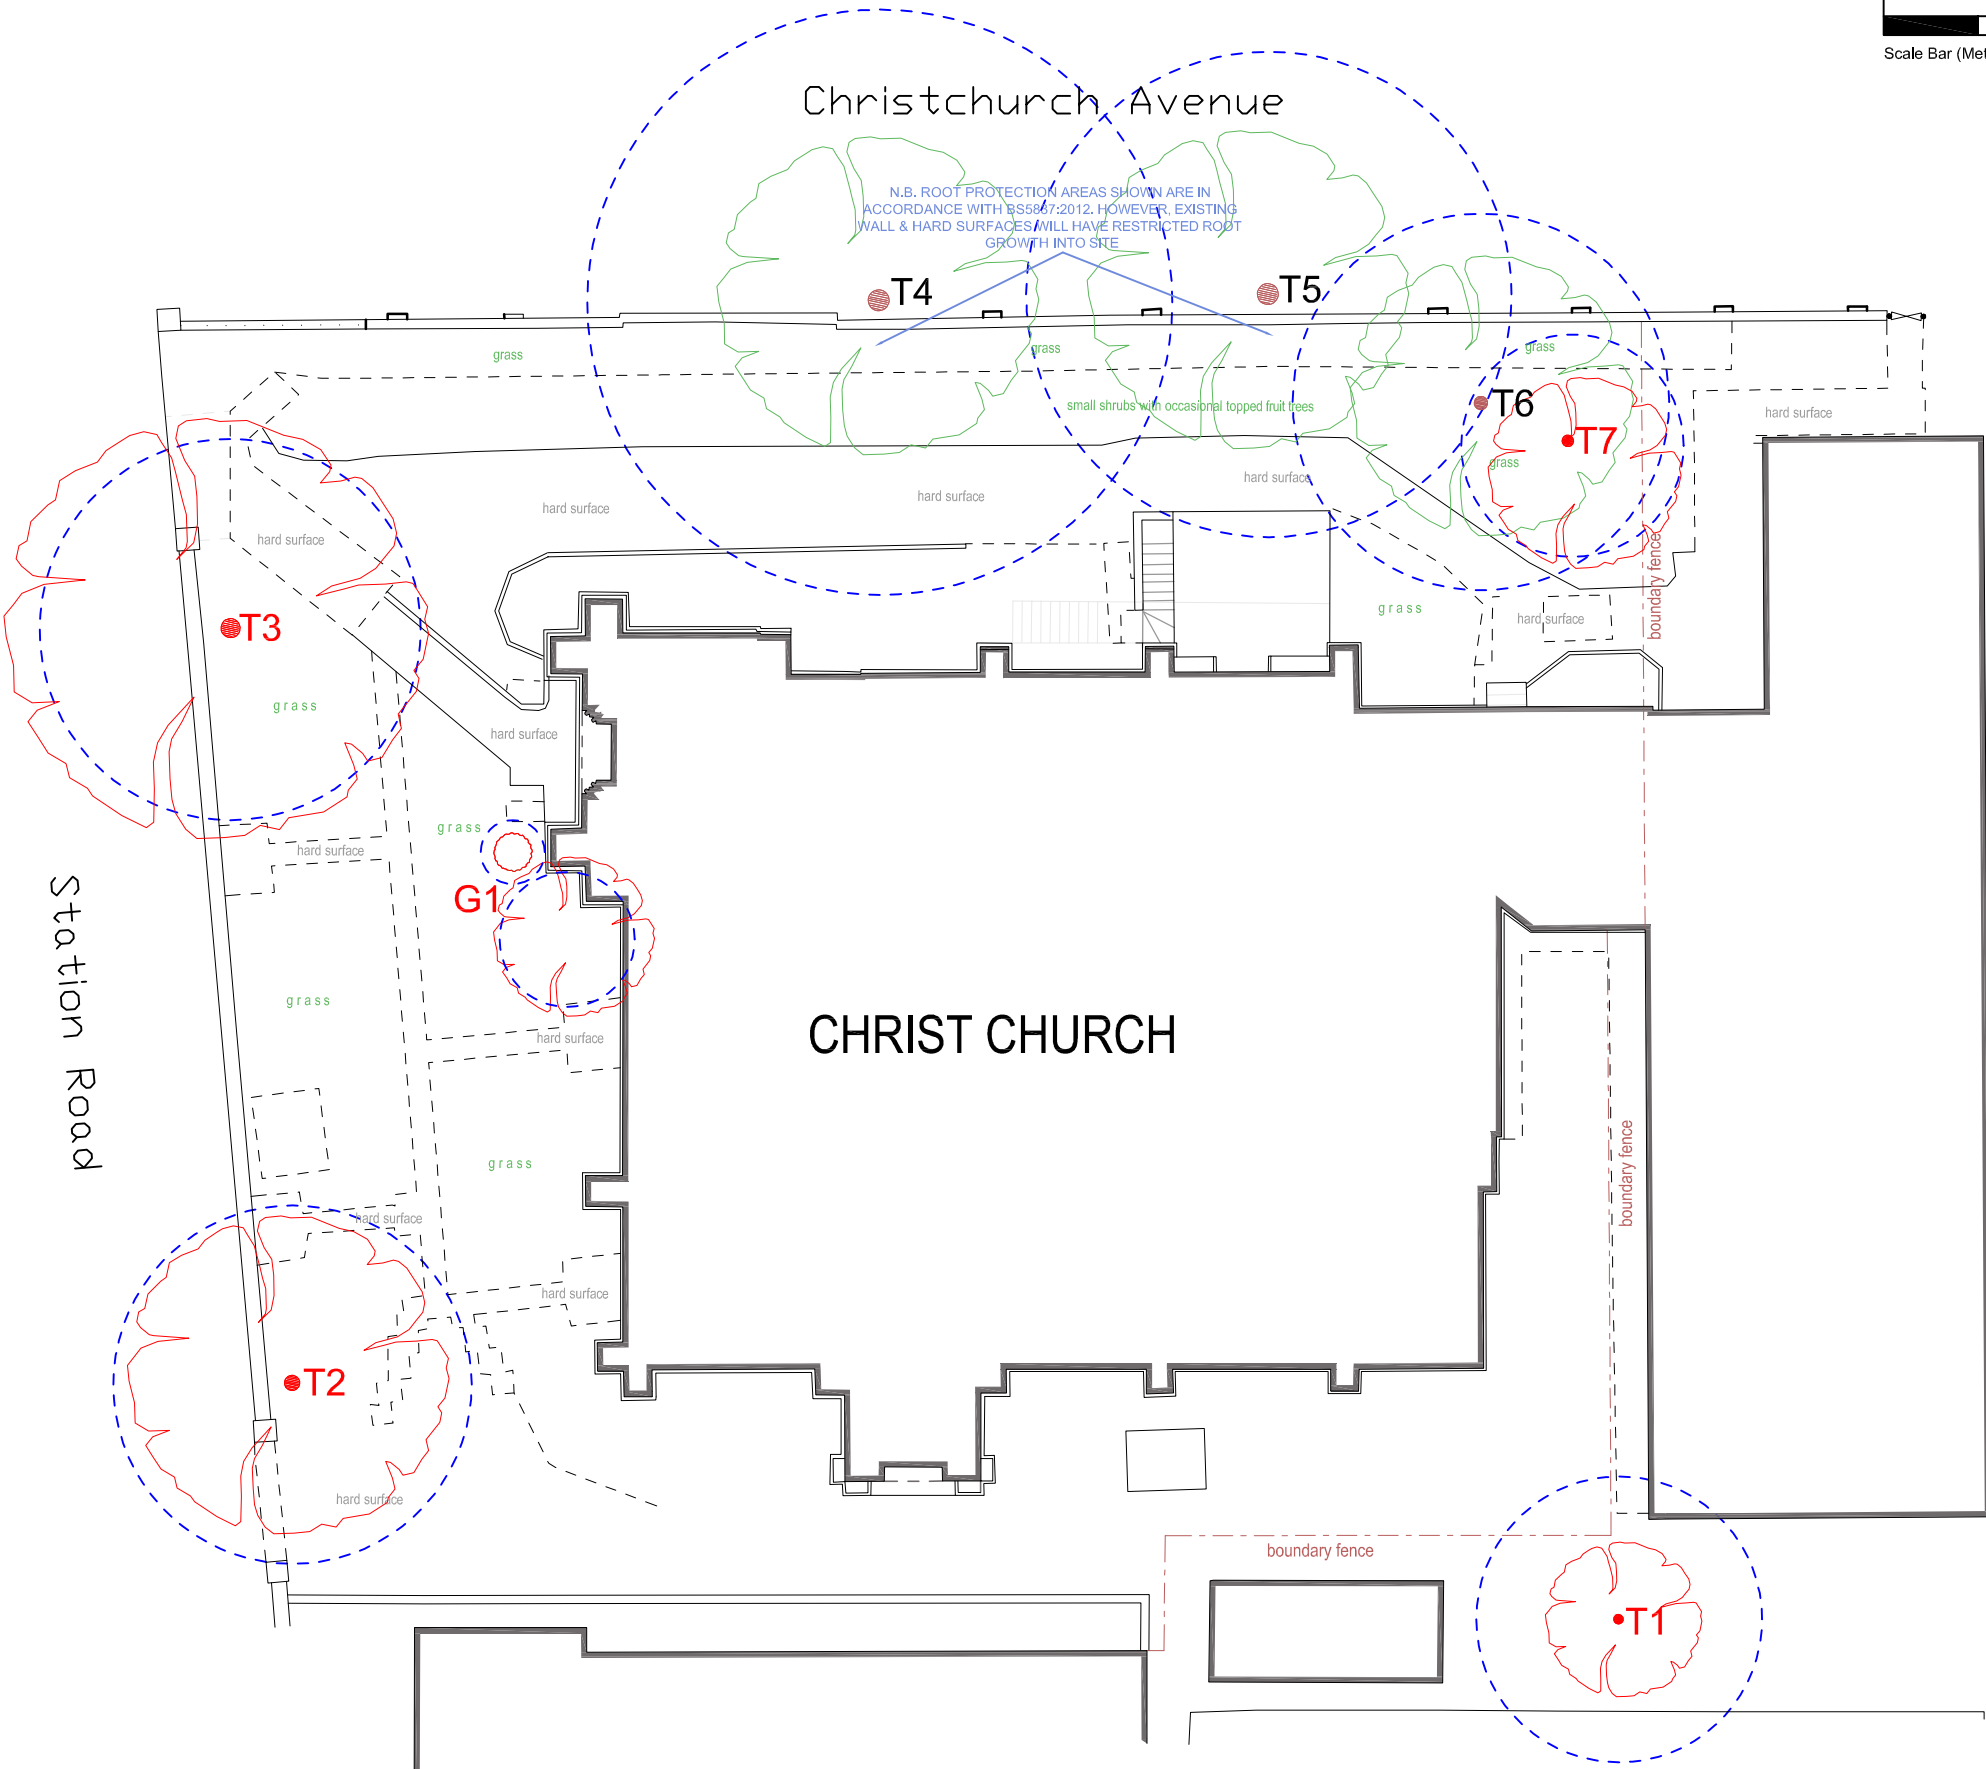 Scale Bar (Met
Christchurch Avenue
N.B. ROOT PROTECTION AREAS SHOWN ARE IN
ACCORDANCE WITH BS5837:2012. HOWEVER, EXISTING
WALL & HARD SURFACES WILL HAVE RESTRICTED ROOT
GROWTH INTO SITE
T4
T5
grass
grass
grass
T6
small shrubs with occasional topped fruit trees
hard surface
T7
grass
hard surface
hard surface
hard surface
hard surface
boundary fence
grass
hard surface
T3
grass
hard surface
grass
hard surface
G1
Station Road
grass
CHRIST CHURCH
hard surface
grass
boundary fence
hard surface
hard surface
T2
hard surface
boundary fence
T1